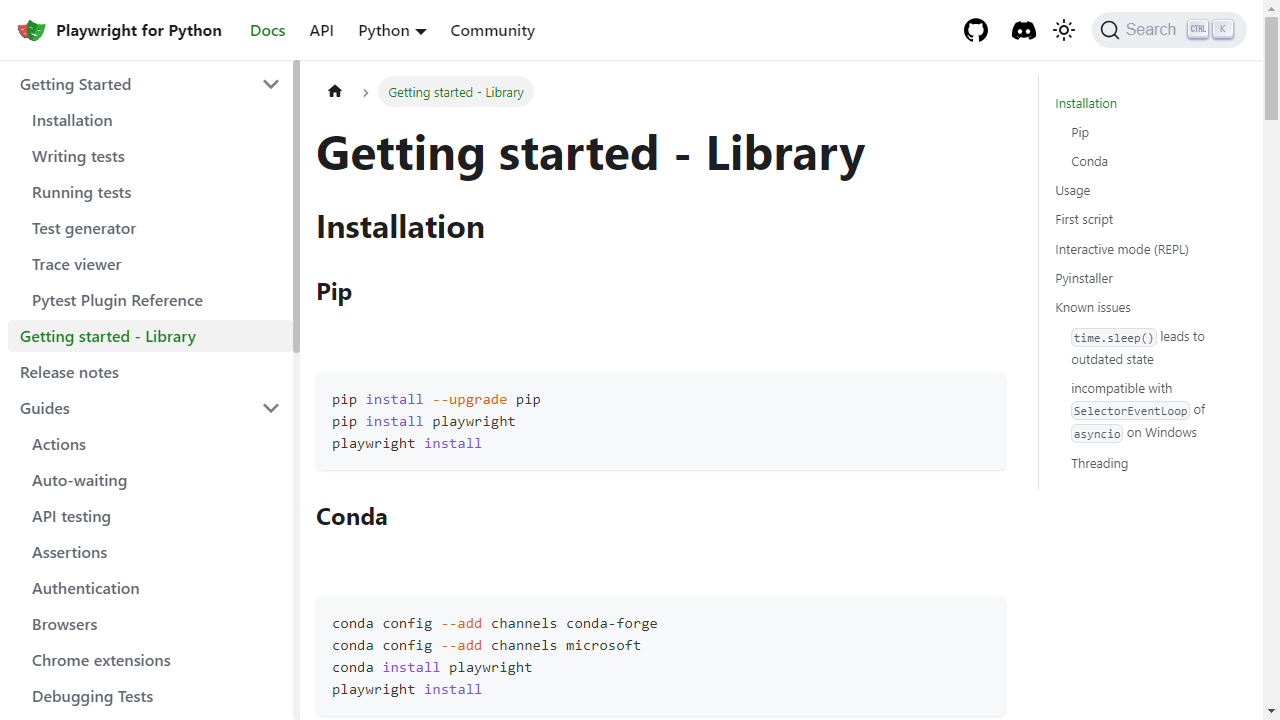 Playwright for Python
Docs
API
Python
Community
Search
CTRL
K
Getting Started
Installation
Writing tests
Running tests
Test generator
Trace viewer
Pytest Plugin Reference
Getting started - Library
Release notes
Guides
Actions
Auto-waiting
API testing
Assertions
Authentication
Browsers
Chrome extensions
Debugging Tests
Getting started - Library
Getting started - Library
Installation
Pip
pip install --upgrade pip
pip install playwright
playwright install
Conda
conda config --add channels conda-forge
conda config --add channels microsoft
conda install playwright
playwright install
Installation
Pip
Conda
Usage
First script
Interactive mode (REPL)
Pyinstaller
Known issues
time.sleep() leads to
outdated state
incompatible with
SelectorEventLoop of
asyncio on Windows
Threading